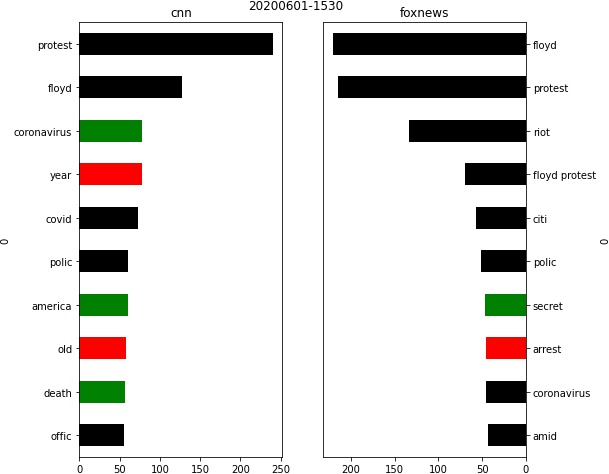 20200601-1530
cnn
foxnews
protest
floyd
coronavirus
year
covid
polic
america
old
death
offic
0
0 50 100 150 200 250
floyd
protest
riot
floyd protest
citi
polic
secret
arrest
coronavirus
amid
0
200 150 100 50 0